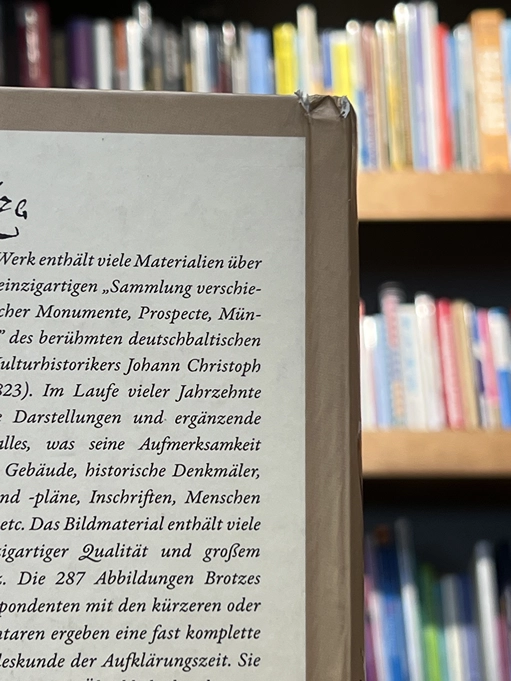 Werk enthält viele Materialien über
einzigartigen „Sammlung verschie-
cher Monumente, Prospecte, Mün-
” des berühmten deutschbaltischen
ulturhistorikers Johann Christoph
823). Im Laufe vieler Jahrzehnte
Darstellungen und ergänzende
alles, was seine Aufmerksamkeit
Gebäude, historische Denkmäler,
nd -pläne, Inschriften, Menschen
etc. Das Bildmaterial enthält viele
zigartiger Qualität und großem
z. Die 287 Abbildungen Brotzes
pondenten mit den kürzeren oder
ntaren ergeben eine fast komplette
deskunde der Aufklärungszeit. Sie